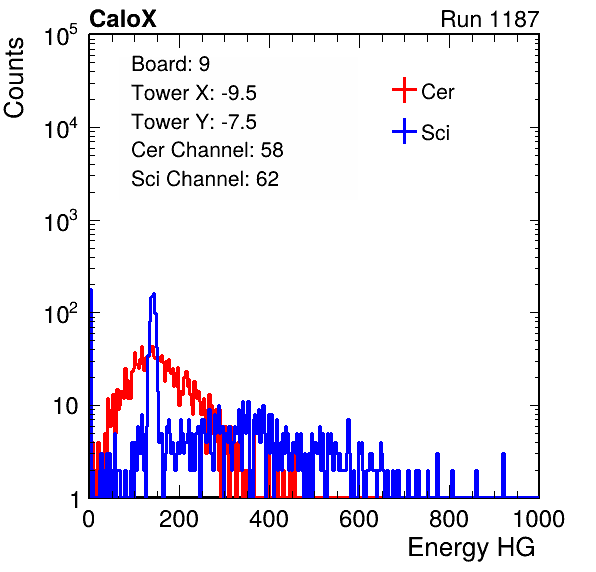 CaloX Run 1187
Counts
Board: 9
Tower X: -9.5
Tower Y: -7.5
Cer Channel: 58
Sci Channel: 62
Cer
Sci
10^5
10^4
10^3
10^2
10
1
0 200 400 600 800 1000
Energy HG